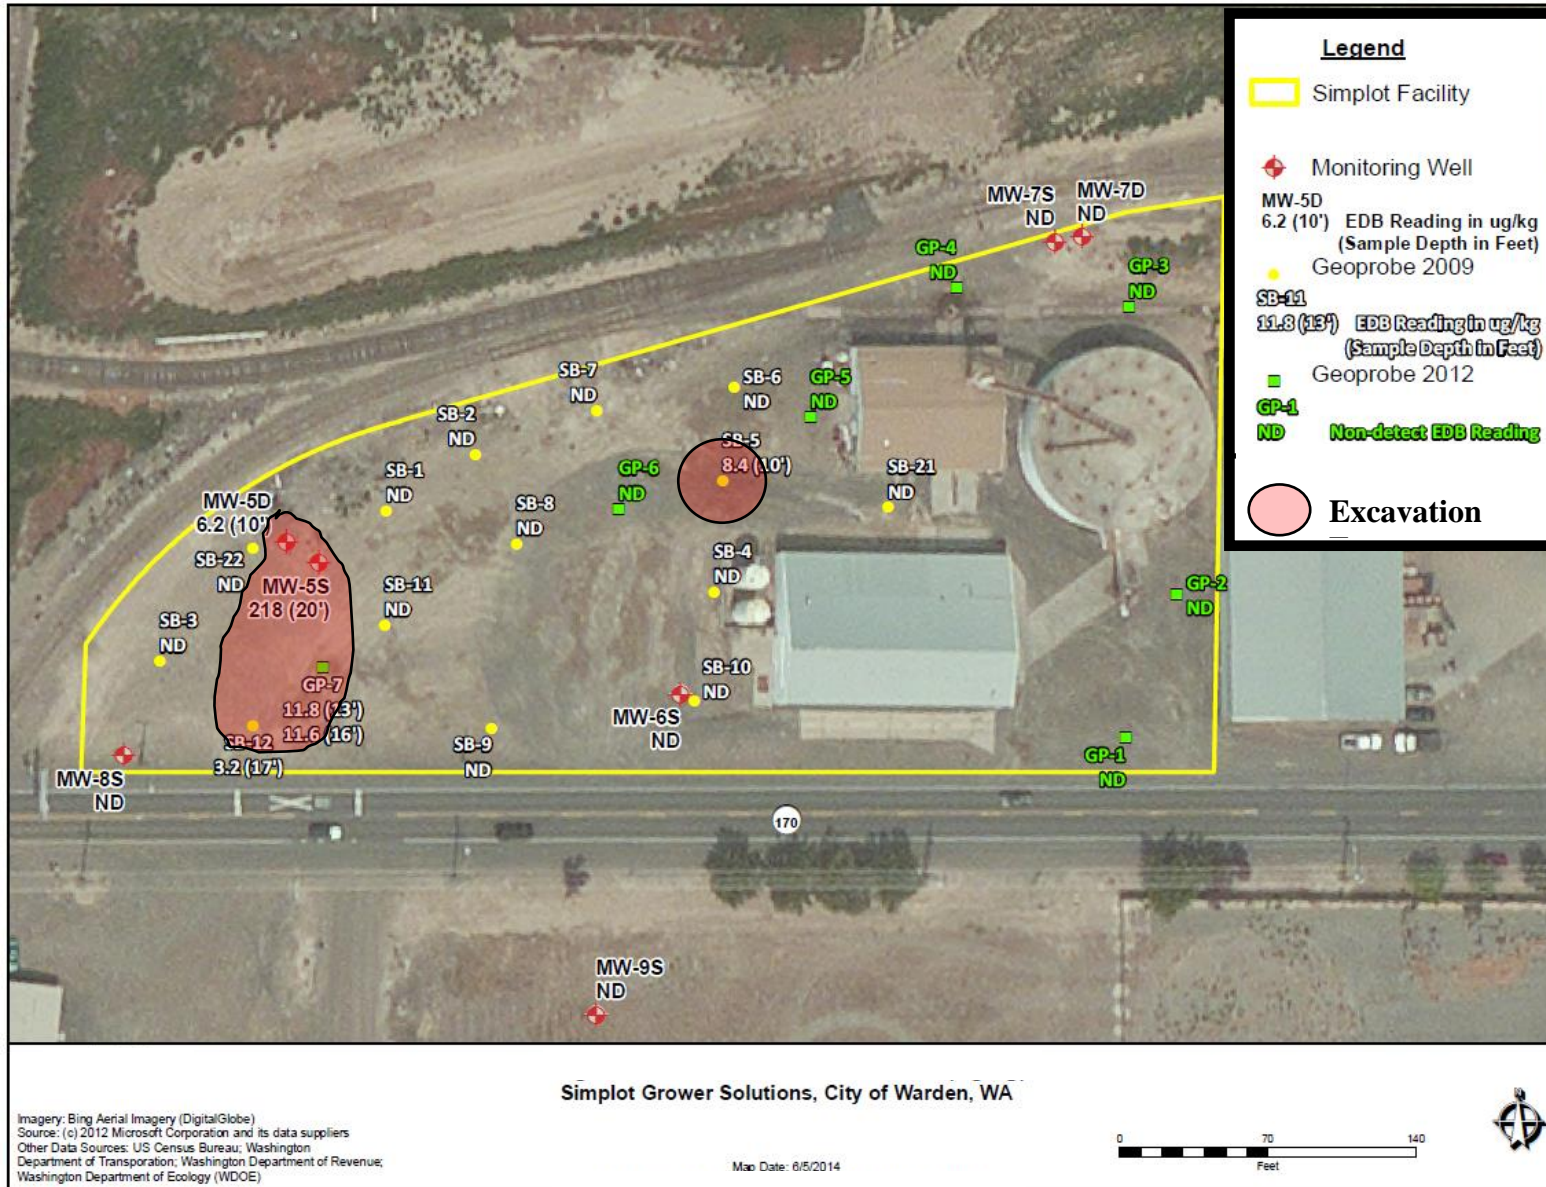 Legend
Simplot Facility
Monitoring Well
MW-5D
6.2 (10') EDB Reading in ug/kg
(Sample Depth in Feet)
Geoprobe 2009
SB-11
11.8 (13') EDB Reading in ug/kg
(Sample Depth in Feet)
Geoprobe 2012
GP-1
ND Non-detect EDB Reading
Excavation
MW-7S
ND
MW-7D
ND
GP-4
ND
GP-3
ND
SB-7
ND
SB-6
ND
GP-5
ND
SB-2
ND
SB-5
8.4 (10')
SB-1
ND
GP-6
ND
SB-21
ND
MW-5D
6.2 (10')
SB-8
ND
SB-22
ND
MW-5S
218 (20')
SB-11
ND
SB-4
ND
GP-2
ND
SB-3
ND
GP-7
11.8 (13')
11.6 (16')
SB-10
ND
MW-6S
ND
SB-12
3.2 (17')
SB-9
ND
GP-1
ND
MW-8S
ND
170
MW-9S
ND
Simplot Grower Solutions, City of Warden, WA
Imagery: Bing Aerial Imagery (DigitalGlobe)
Source: (c) 2012 Microsoft Corporation and its data suppliers
Other Data Sources: US Census Bureau; Washington
Department of Transporation; Washington Department of Revenue;
Washington Department of Ecology (WDOE)
Map Date: 6/5/2014
0 70 140
Feet